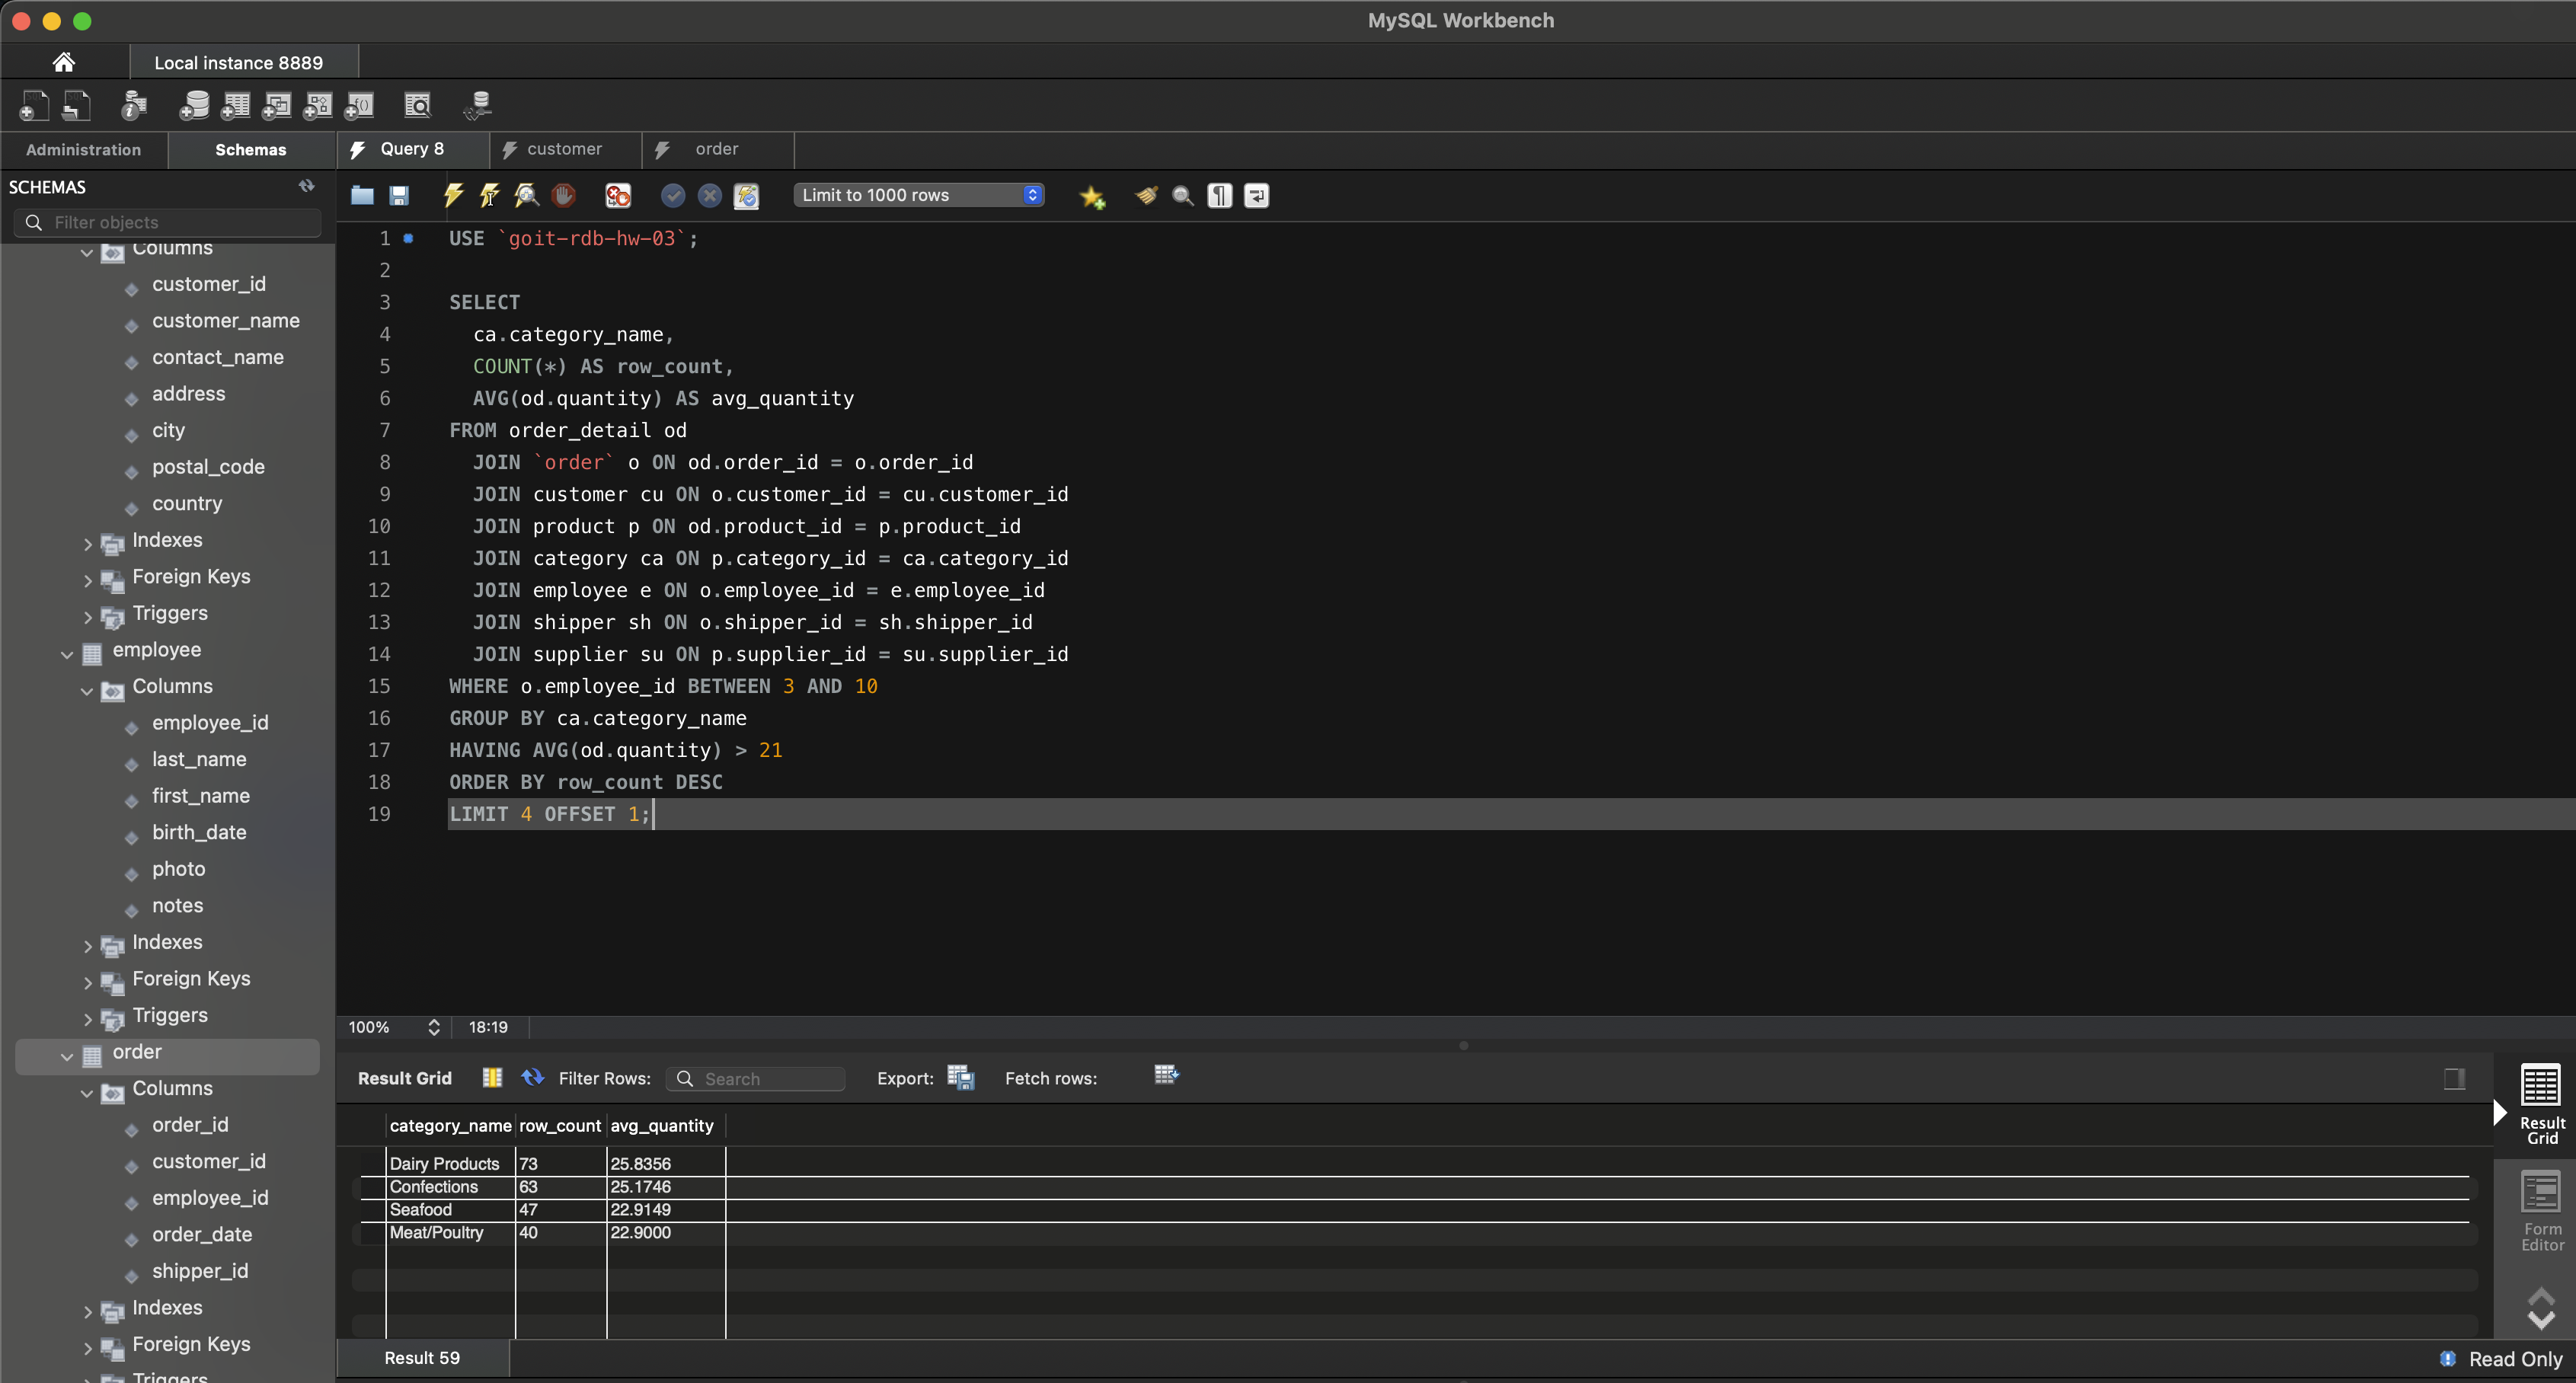 MySQL Workbench
Local instance 8889
Administration
Schemas
Query 8
customer
order
SCHEMAS
Filter objects
Limit to 1000 rows
Columns
customer_id
customer_name
contact_name
address
city
postal_code
country
Indexes
Foreign Keys
Triggers
employee
Columns
employee_id
last_name
first_name
birth_date
photo
notes
Indexes
Foreign Keys
Triggers
order
Columns
order_id
customer_id
employee_id
order_date
shipper_id
Indexes
Foreign Keys
Triggers
1 USE `goit-rdb-hw-03`;
2
3 SELECT
4 ca.category_name,
5 COUNT(*) AS row_count,
6 AVG(od.quantity) AS avg_quantity
7 FROM order_detail od
8 JOIN `order` o ON od.order_id = o.order_id
9 JOIN customer cu ON o.customer_id = cu.customer_id
10 JOIN product p ON od.product_id = p.product_id
11 JOIN category ca ON p.category_id = ca.category_id
12 JOIN employee e ON o.employee_id = e.employee_id
13 JOIN shipper sh ON o.shipper_id = sh.shipper_id
14 JOIN supplier su ON p.supplier_id = su.supplier_id
15 WHERE o.employee_id BETWEEN 3 AND 10
16 GROUP BY ca.category_name
17 HAVING AVG(od.quantity) > 21
18 ORDER BY row_count DESC
19 LIMIT 4 OFFSET 1;
100% 18:19
Result Grid Filter Rows: Search Export: Fetch rows:
category_name row_count avg_quantity
Dairy Products 73 25.8356
Confections 63 25.1746
Seafood 47 22.9149
Meat/Poultry 40 22.9000
Result
Grid
Form
Editor
Result 59
Read Only